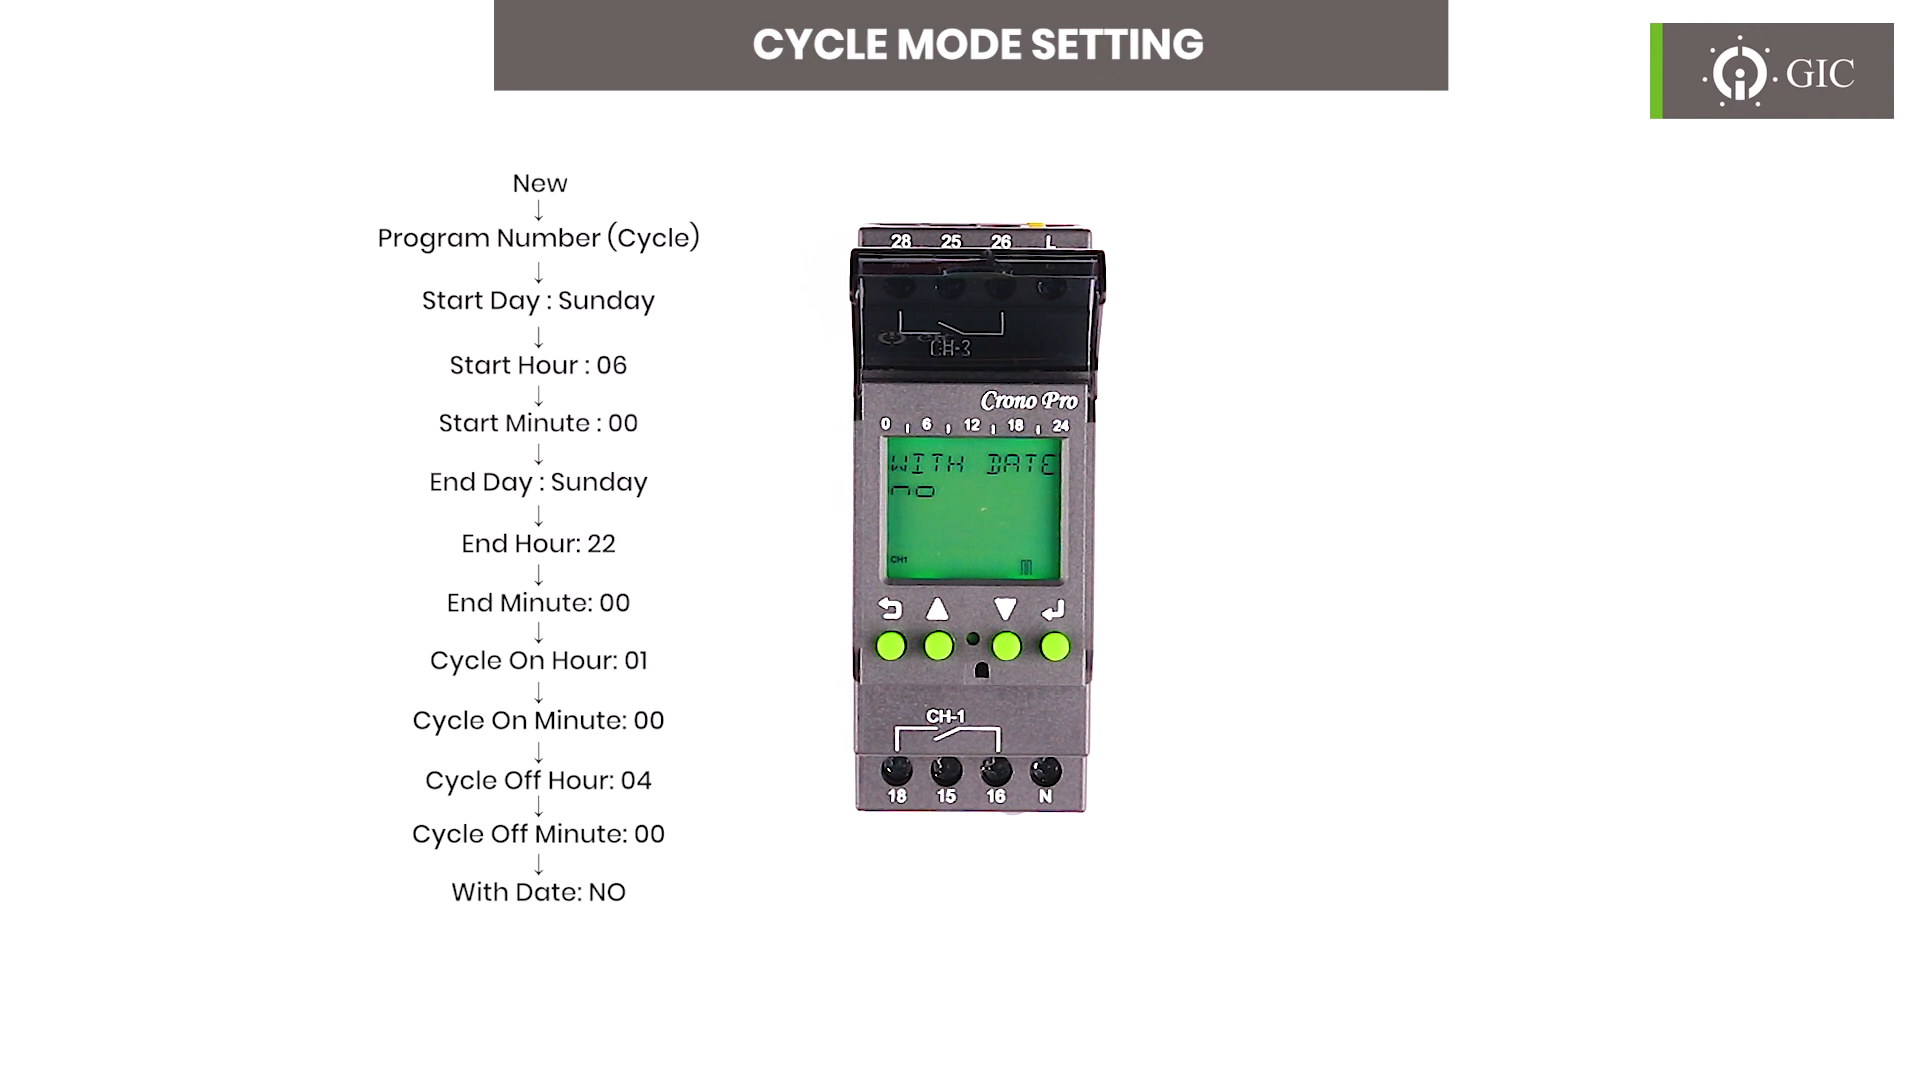 CYCLE MODE SETTING
GIC
New
Program Number (Cycle)
Start Day : Sunday
Start Hour : 06
Start Minute : 00
End Day : Sunday
End Hour: 22
End Minute: 00
Cycle On Hour: 01
Cycle On Minute: 00
Cycle Off Hour: 04
Cycle Off Minute: 00
With Date: NO
28 25 26 L
CH-3
Crono Pro
0 6 12 18 24
WITH DATE
no
CH1
CH-1
18 15 16 N